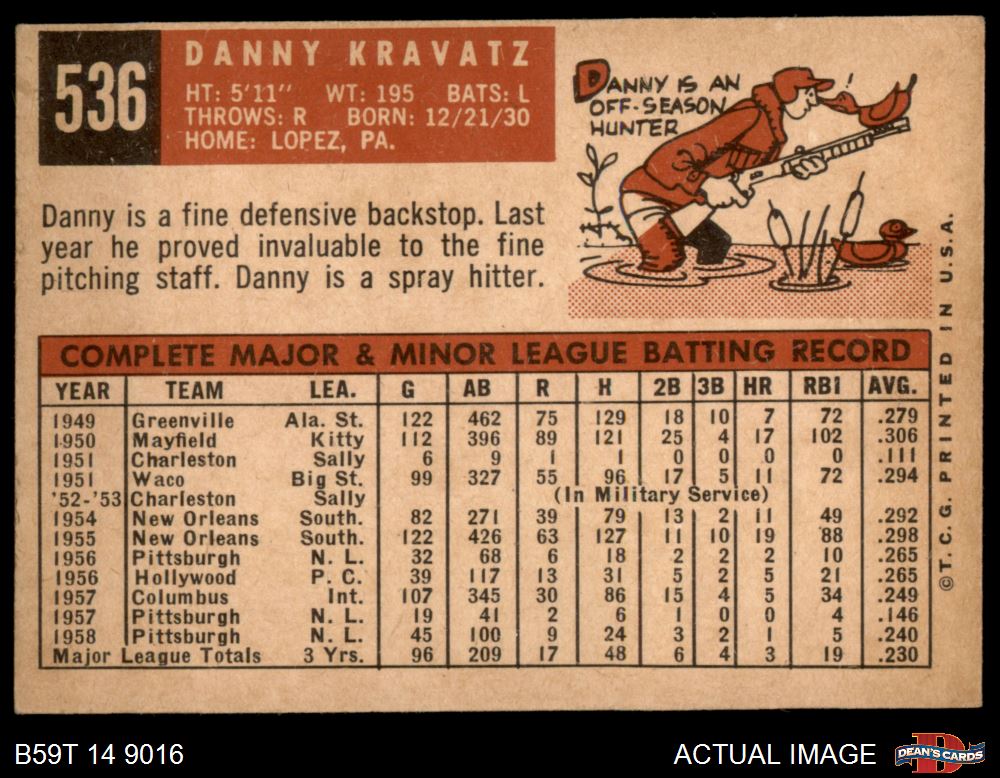 536
DANNY KRAVATZ
HT: 5'11" WT: 195 BATS: L
THROWS: R BORN: 12/21/30
HOME: LOPEZ, PA.
DANNY IS AN
OFF-SEASON
HUNTER
Danny is a fine defensive backstop. Last
year he proved invaluable to the fine
pitching staff. Danny is a spray hitter.
COMPLETE MAJOR & MINOR LEAGUE BATTING RECORD
YEAR TEAM LEA. G AB R H 2B 3B HR RBI AVG.
1949 Greenville Ala. St. 122 462 75 129 18 10 7 72 .279
1950 Mayfield Kitty 112 396 89 121 25 4 17 102 .306
1951 Charleston Sally 6 9 1 1 0 0 0 0 .111
1951 Waco Big St. 99 327 55 96 17 5 11 72 .294
'52-'53 Charleston Sally (In Military Service)
1954 New Orleans South. 82 271 39 79 13 2 11 49 .292
1955 New Orleans South. 122 426 63 127 11 10 19 88 .298
1956 Pittsburgh N. L. 32 68 6 18 2 2 2 10 .265
1956 Hollywood P. C. 39 117 13 31 5 2 5 21 .265
1957 Columbus Int. 107 345 30 86 15 4 5 34 .249
1957 Pittsburgh N. L. 19 41 2 6 1 0 0 4 .146
1958 Pittsburgh N. L. 45 100 9 24 3 2 1 5 .240
Major League Totals 3 Yrs. 96 209 17 48 6 4 3 19 .230
© T. C. G. PRINTED IN U.S.A.
B59T 14 9016
ACTUAL IMAGE
D
DEAN'S CARDS